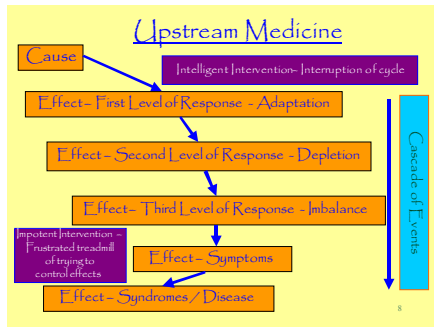 Upstream Medicine
Cause
Intelligent Intervention- Interruption of cycle
Effect – First Level of Response - Adaptation
Effect – Second Level of Response - Depletion
Effect – Third Level of Response - Imbalance
Cascade of Events
Impotent Intervention –
Frustrated treadmill
of trying to
control effects
Effect – Symptoms
Effect – Syndromes / Disease
8